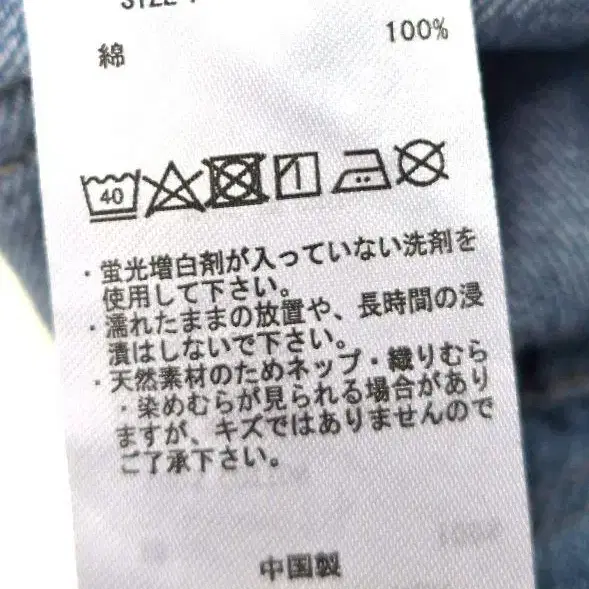 SIZE
綿 100%
40
・蛍光増白剤が入っていない洗剤を
使用して下さい。
・濡れたままの放置や、長時間の浸
漬はしないで下さい。
・天然素材のためネップ・織りむら
・染めむらが見られる場合があり
ますが、キズではありませんので
ご了承下さい。
中国製